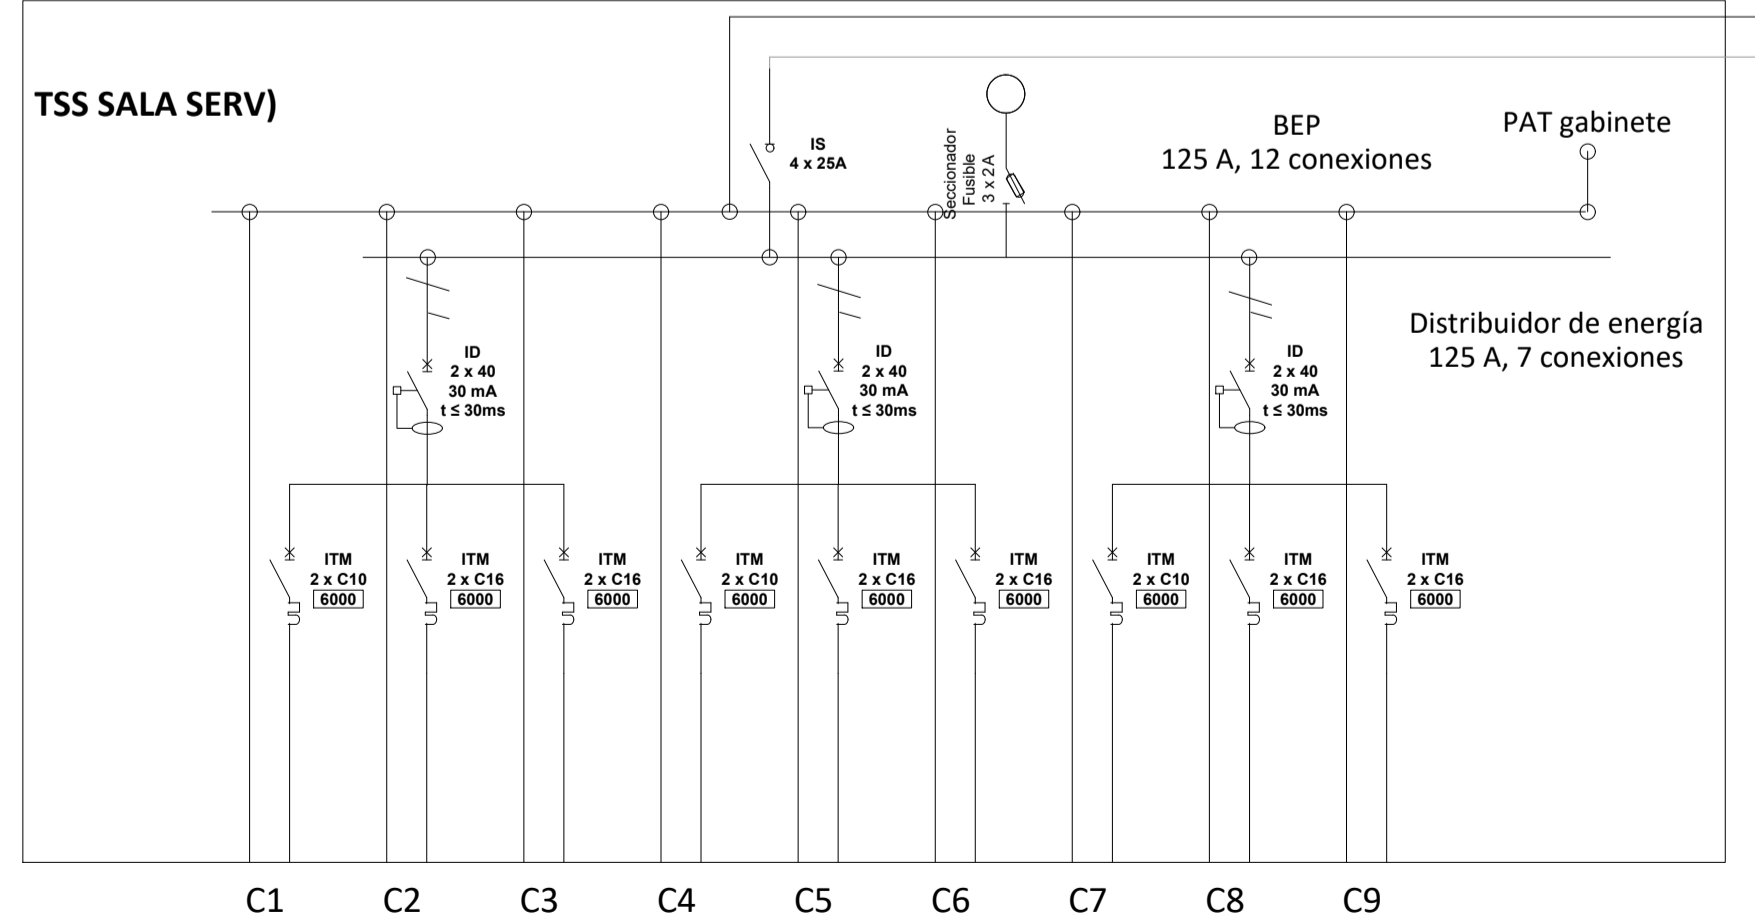 TSS SALA SERV)
IS
4 x 25A
Seccionador
Fusible
3 x 2A
BEP
125 A, 12 conexiones
PAT gabinete
Distribuidor de energía
125 A, 7 conexiones
ID
2 x 40
30 mA
t ≤ 30ms
ID
2 x 40
30 mA
t ≤ 30ms
ID
2 x 40
30 mA
t ≤ 30ms
ITM
2 x C10
6000
ITM
2 x C16
6000
ITM
2 x C16
6000
ITM
2 x C10
6000
ITM
2 x C16
6000
ITM
2 x C16
6000
ITM
2 x C10
6000
ITM
2 x C16
6000
ITM
2 x C16
6000
C1 C2 C3 C4 C5 C6 C7 C8 C9